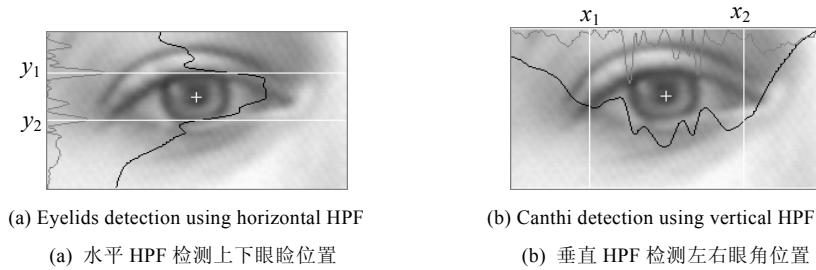 x₁ x₂
y₁
y₂
(a) Eyelids detection using horizontal HPF
(b) Canthi detection using vertical HPF
(a) 水平 HPF 检测上下眼睑位置
(b) 垂直 HPF 检测左右眼角位置